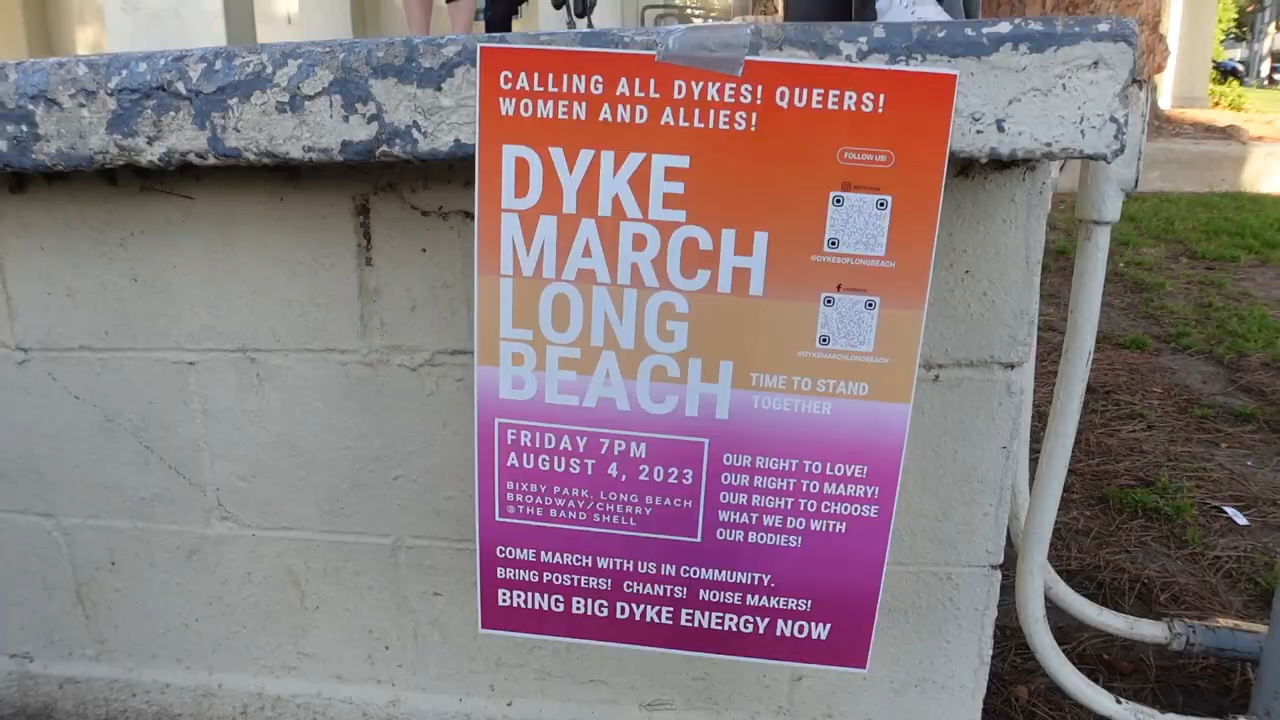 CALLING ALL DYKES! QUEERS!
WOMEN AND ALLIES!
DYKE
MARCH
LONG
BEACH
FOLLOW US!
@DYKESOFLONGBEACH
@DYKEMARCHLONGBEACH
TIME TO STAND
TOGETHER
FRIDAY 7PM
AUGUST 4, 2023
BIXBY PARK, LONG BEACH
BROADWAY/CHERRY
@THE BAND SHELL
OUR RIGHT TO LOVE!
OUR RIGHT TO MARRY!
OUR RIGHT TO CHOOSE
WHAT WE DO WITH
OUR BODIES!
COME MARCH WITH US IN COMMUNITY.
BRING POSTERS! CHANTS! NOISE MAKERS!
BRING BIG DYKE ENERGY NOW